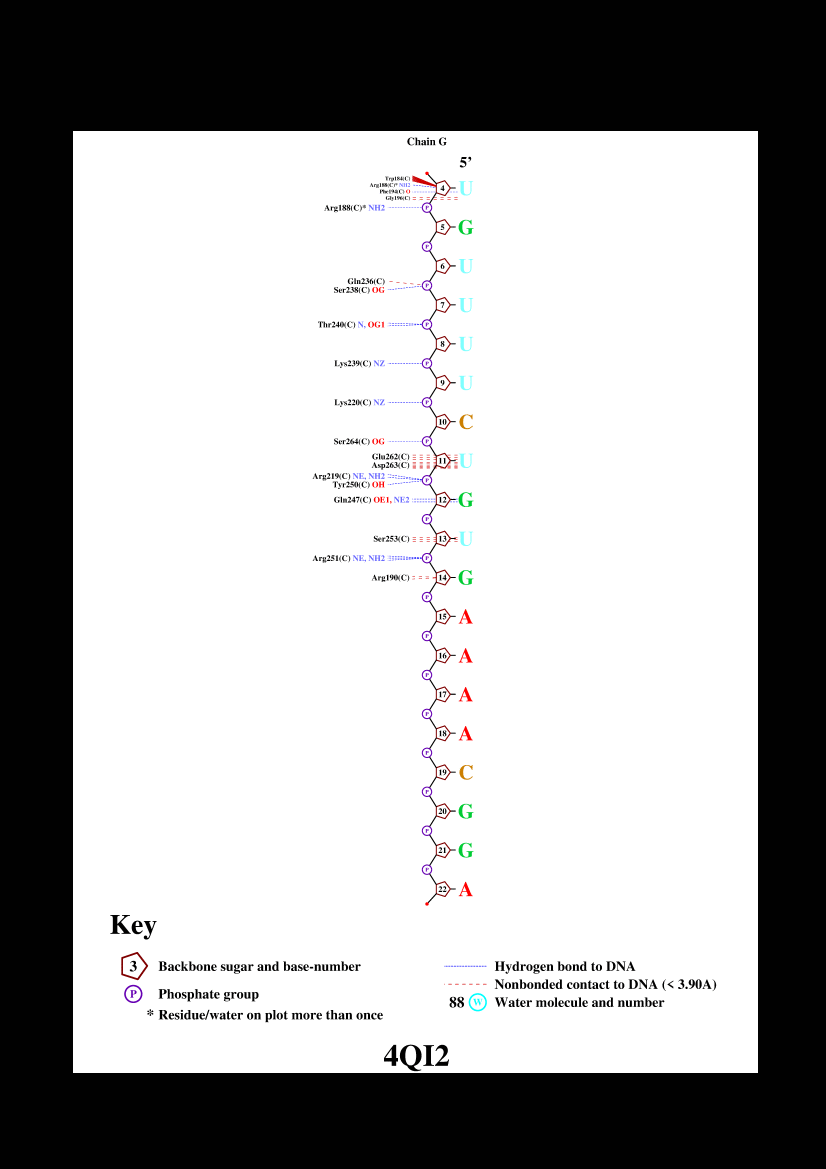 Chain G
5’
Trp184(C)
Arg188(C)* NH2
4 U
Phe194(C) O
Gly196(C)
Arg188(C)* NH2 P
5 G
P
6 U
Gln236(C)
P
Ser238(C) OG
7 U
Thr240(C) N, OG1 P
8 U
Lys239(C) NZ P
9 U
Lys220(C) NZ P
10 C
Ser264(C) OG P
Glu262(C)
11 U
Asp263(C)
Arg219(C) NE, NH2
P
Tyr250(C) OH
Gln247(C) OE1, NE2 12 G
P
Ser253(C) 13 U
Arg251(C) NE, NH2 P
Arg190(C) 14 G
P
15 A
P
16 A
P
17 A
P
18 A
P
19 C
P
20 G
P
21 G
P
22 A
Key
3 Backbone sugar and base-number
P Phosphate group
* Residue/water on plot more than once
Hydrogen bond to DNA
Nonbonded contact to DNA (< 3.90A)
88 W Water molecule and number
4QI2